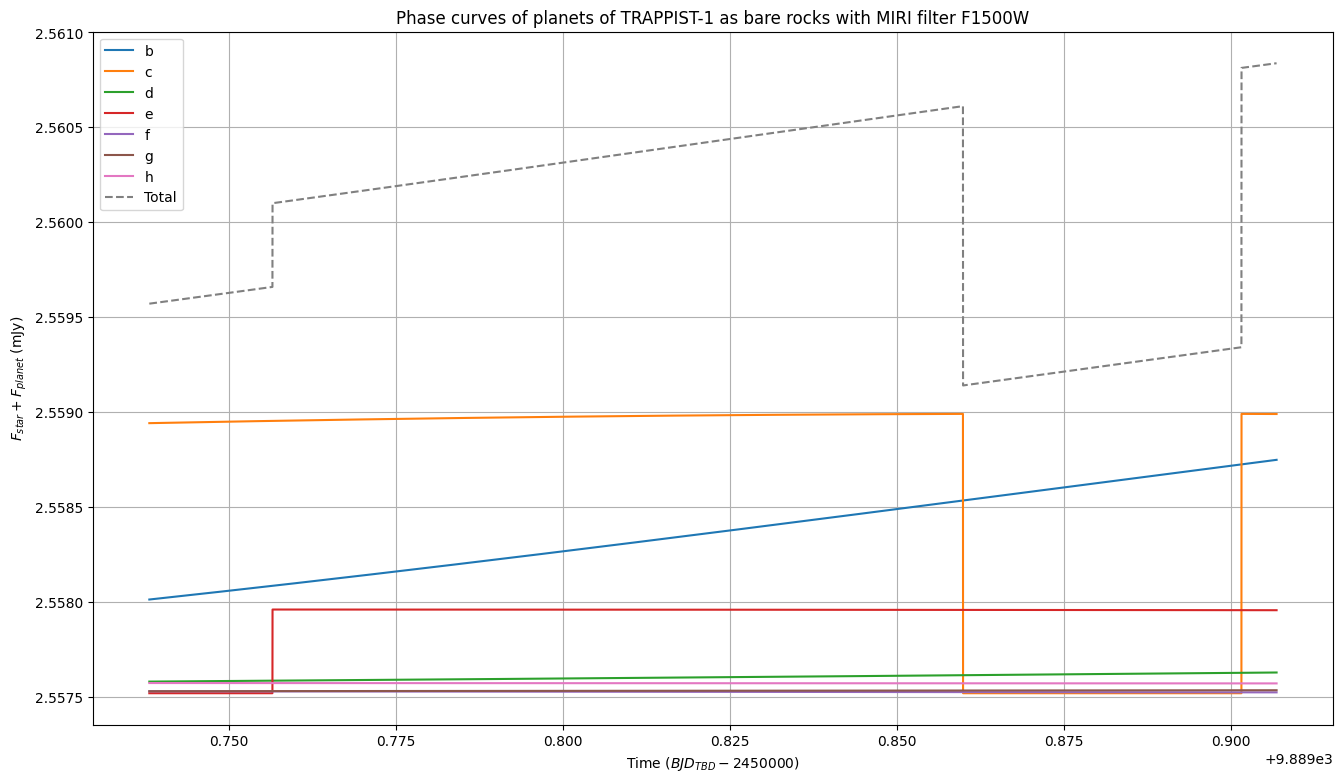 Phase curves of planets of TRAPPIST-1 as bare rocks with MIRI filter F1500W
2.5610
2.5605
2.5600
2.5595
2.5590
2.5585
2.5580
2.5575
F_star + F_planet (mJy)
b
c
d
e
f
g
h
Total
0.750
0.775
0.800
0.825
0.850
0.875
0.900
+9.889e3
Time (BJD_TBD − 2450000)